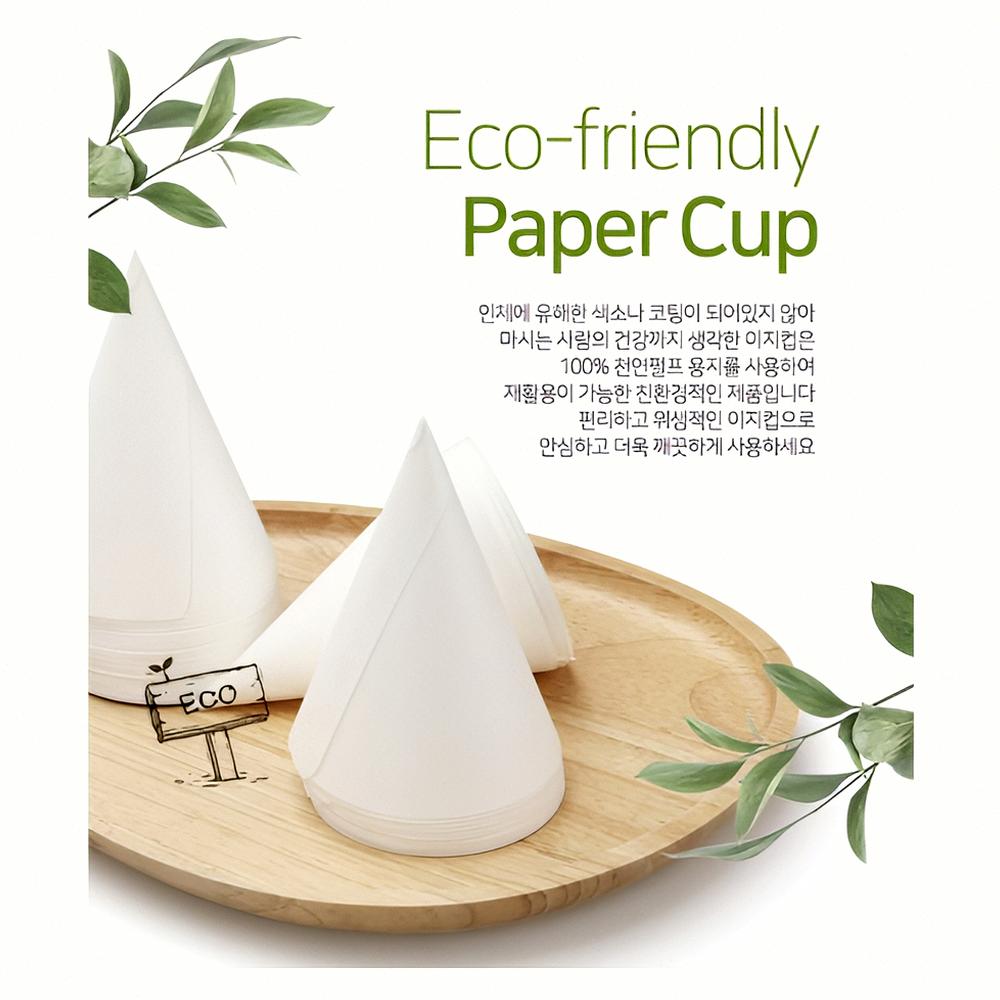 Eco-friendly
Paper Cup
인체에 유해한 색소나 코팅이 되어있지 않아
마시는 사람의 건강까지 생각한 이지컵은
100% 천연펄프 용지를 사용하여
재활용이 가능한 친환경적인 제품입니다
편리하고 위생적인 이지컵으로
안심하고 더욱 깨끗하게 사용하세요
ECO